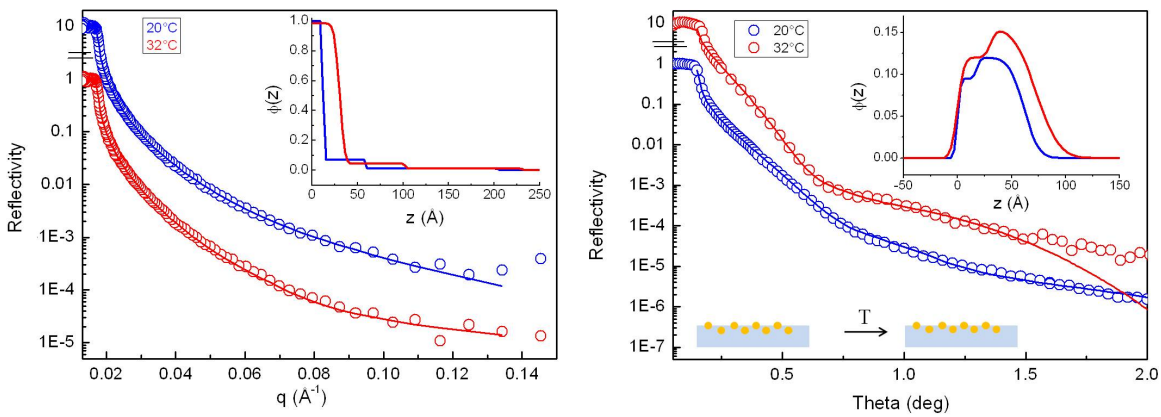 20°C
32°C
ϕ(z)
1.0
0.8
0.6
0.4
0.2
0.0
0
50
100
150
200
250
z (Å)
Reflectivity
10
1
0.1
0.01
1E-3
1E-4
1E-5
0.02
0.04
0.06
0.08
0.10
0.12
0.14
q (Å⁻¹)
20°C
32°C
ϕ(z)
0.15
0.10
0.05
0.00
-50
0
50
100
150
z (Å)
Reflectivity
10
1
0.1
0.01
1E-3
1E-4
1E-5
1E-6
1E-7
T
0.5
1.0
1.5
2.0
Theta (deg)